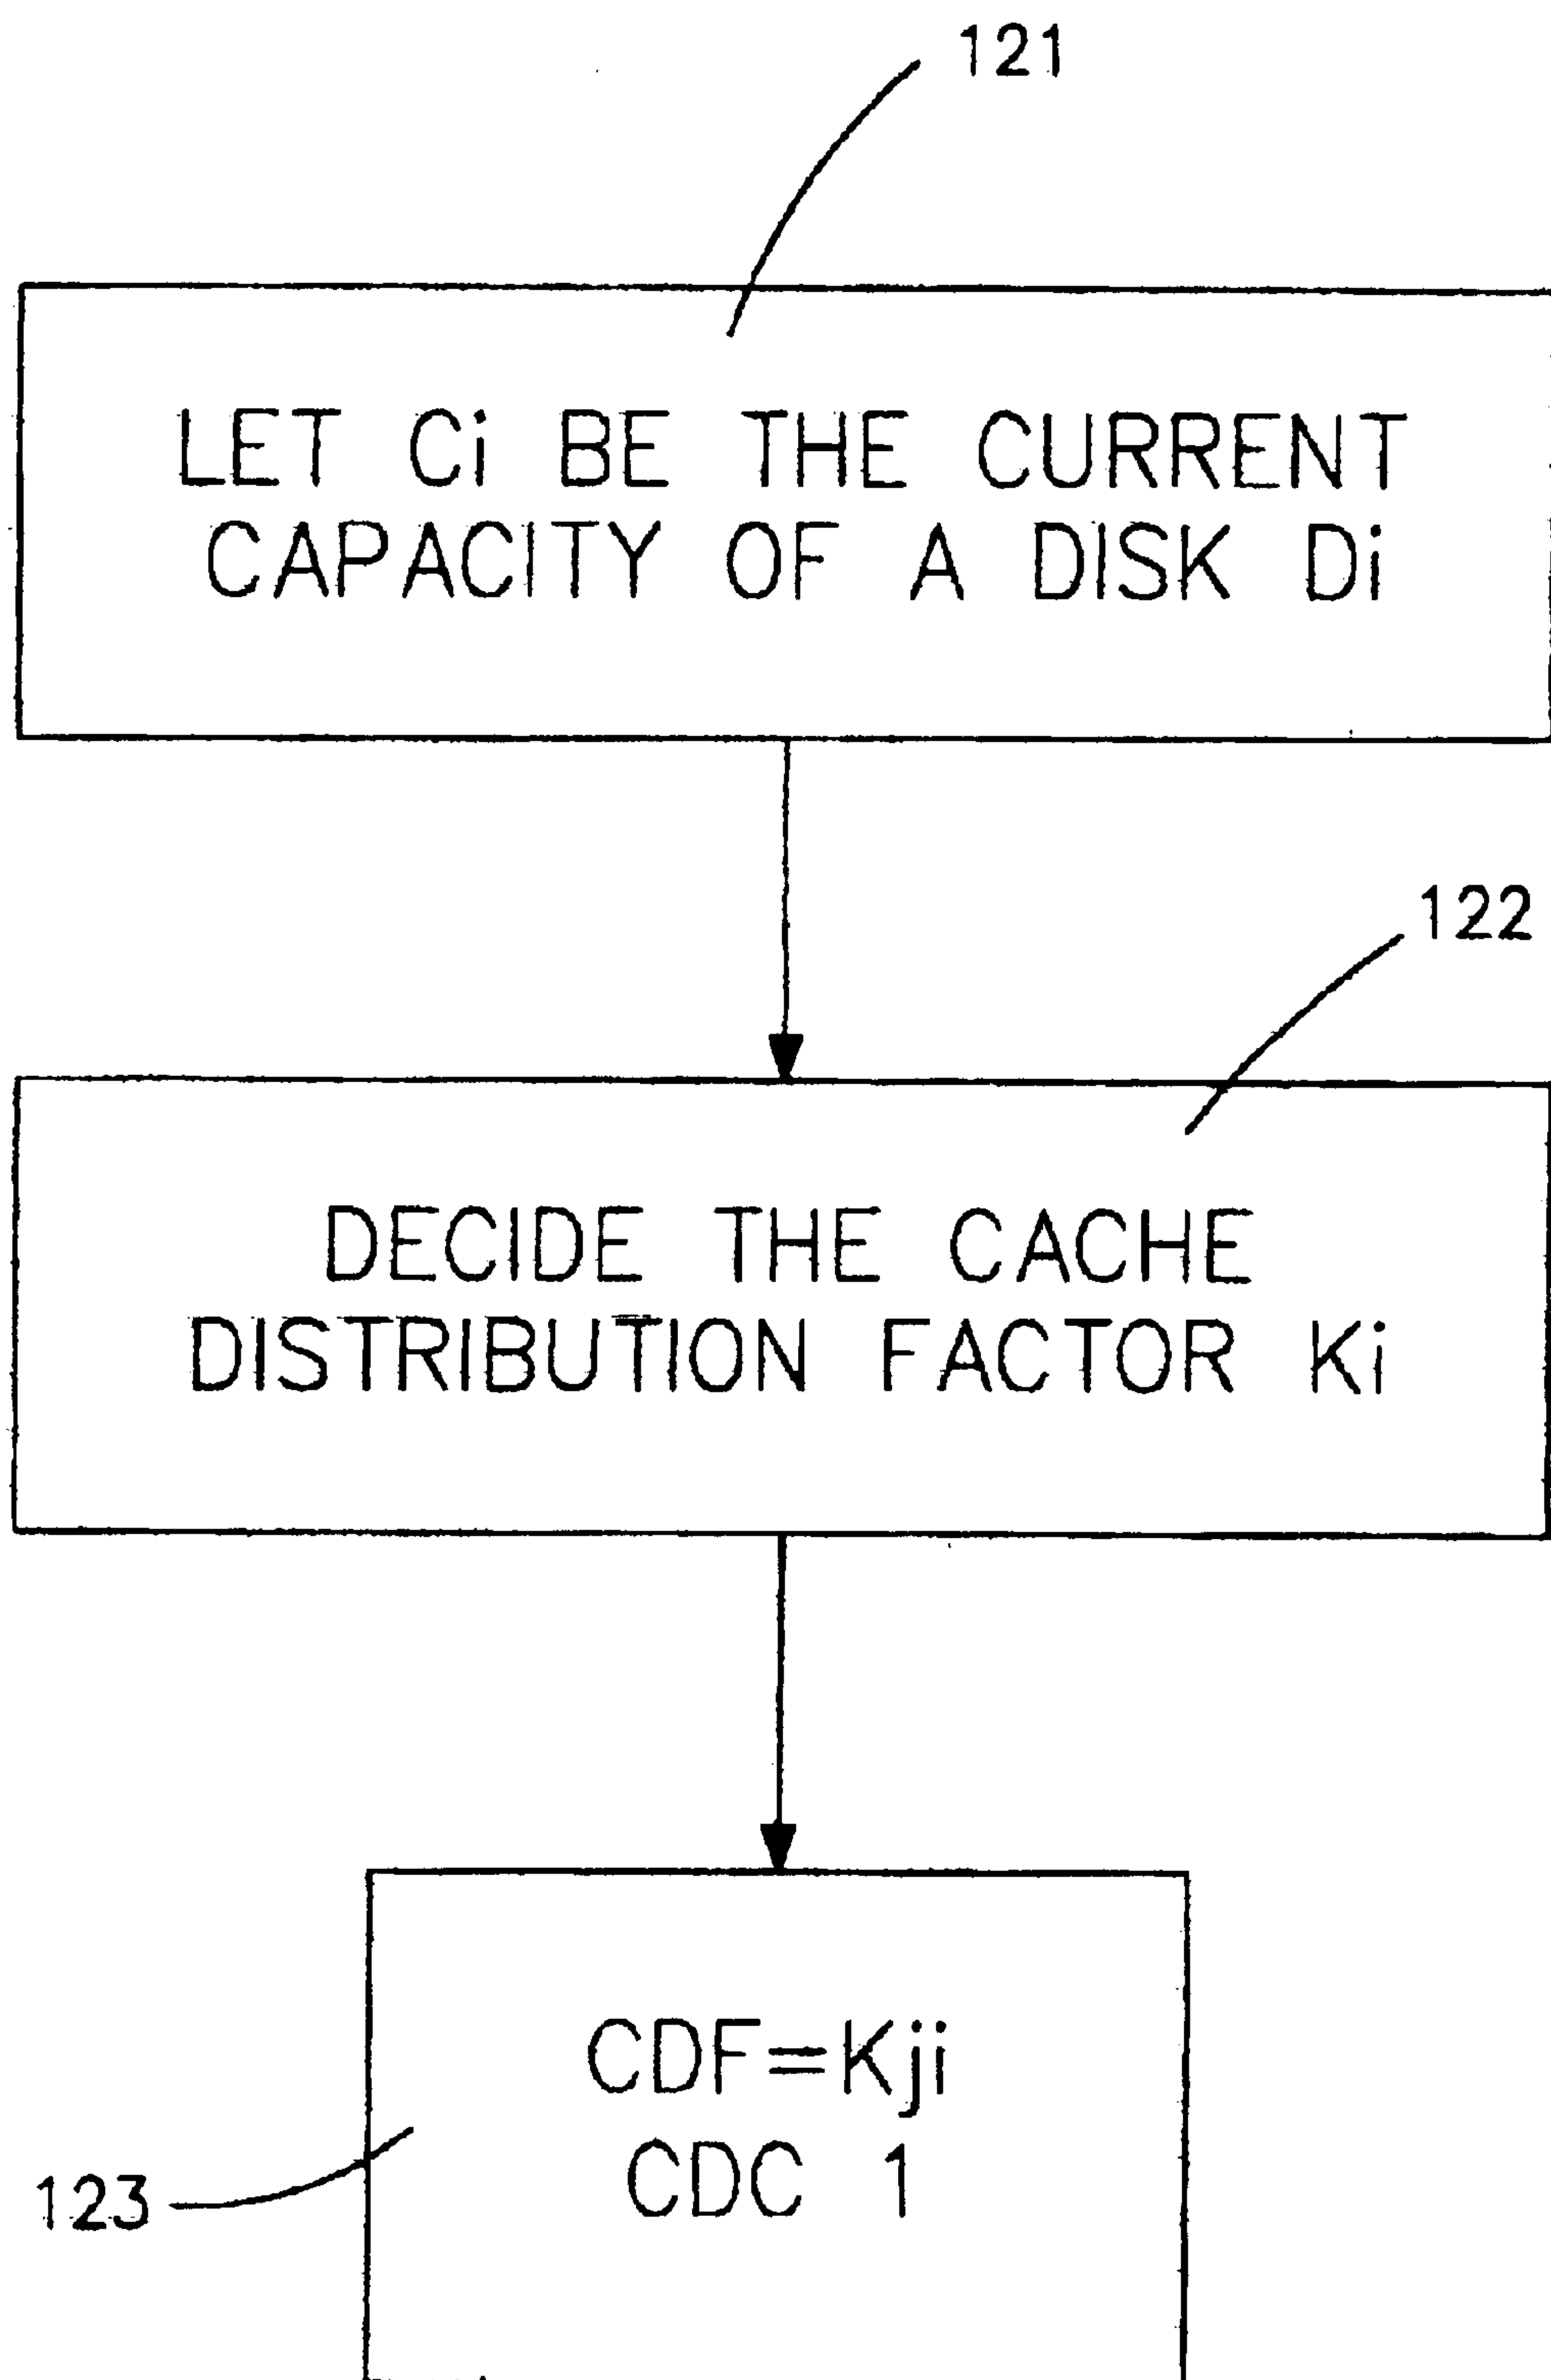 121
LET Ci BE THE CURRENT
CAPACITY OF A DISK Di
122
DECIDE THE CACHE
DISTRIBUTION FACTOR Ki
CDF=Kji
CDC 1
123